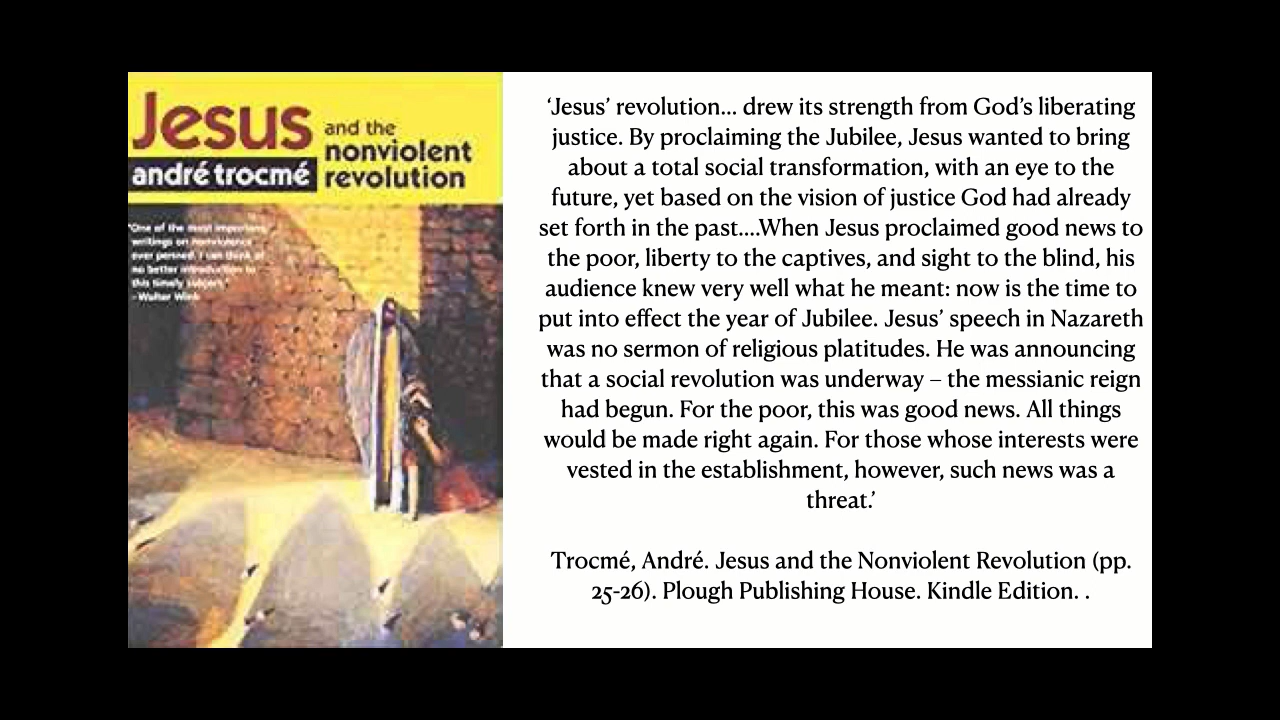 Jesus
and the
nonviolent
andré trocmé
revolution
"One of the most important
writings on nonviolence
ever penned. I can think of
no better introduction to
this timely subject."
- Walter Wink
‘Jesus’ revolution... drew its strength from God’s liberating
justice. By proclaiming the Jubilee, Jesus wanted to bring
about a total social transformation, with an eye to the
future, yet based on the vision of justice God had already
set forth in the past....When Jesus proclaimed good news to
the poor, liberty to the captives, and sight to the blind, his
audience knew very well what he meant: now is the time to
put into effect the year of Jubilee. Jesus’ speech in Nazareth
was no sermon of religious platitudes. He was announcing
that a social revolution was underway – the messianic reign
had begun. For the poor, this was good news. All things
would be made right again. For those whose interests were
vested in the establishment, however, such news was a
threat.’
Trocmé, André. Jesus and the Nonviolent Revolution (pp.
25-26). Plough Publishing House. Kindle Edition. .